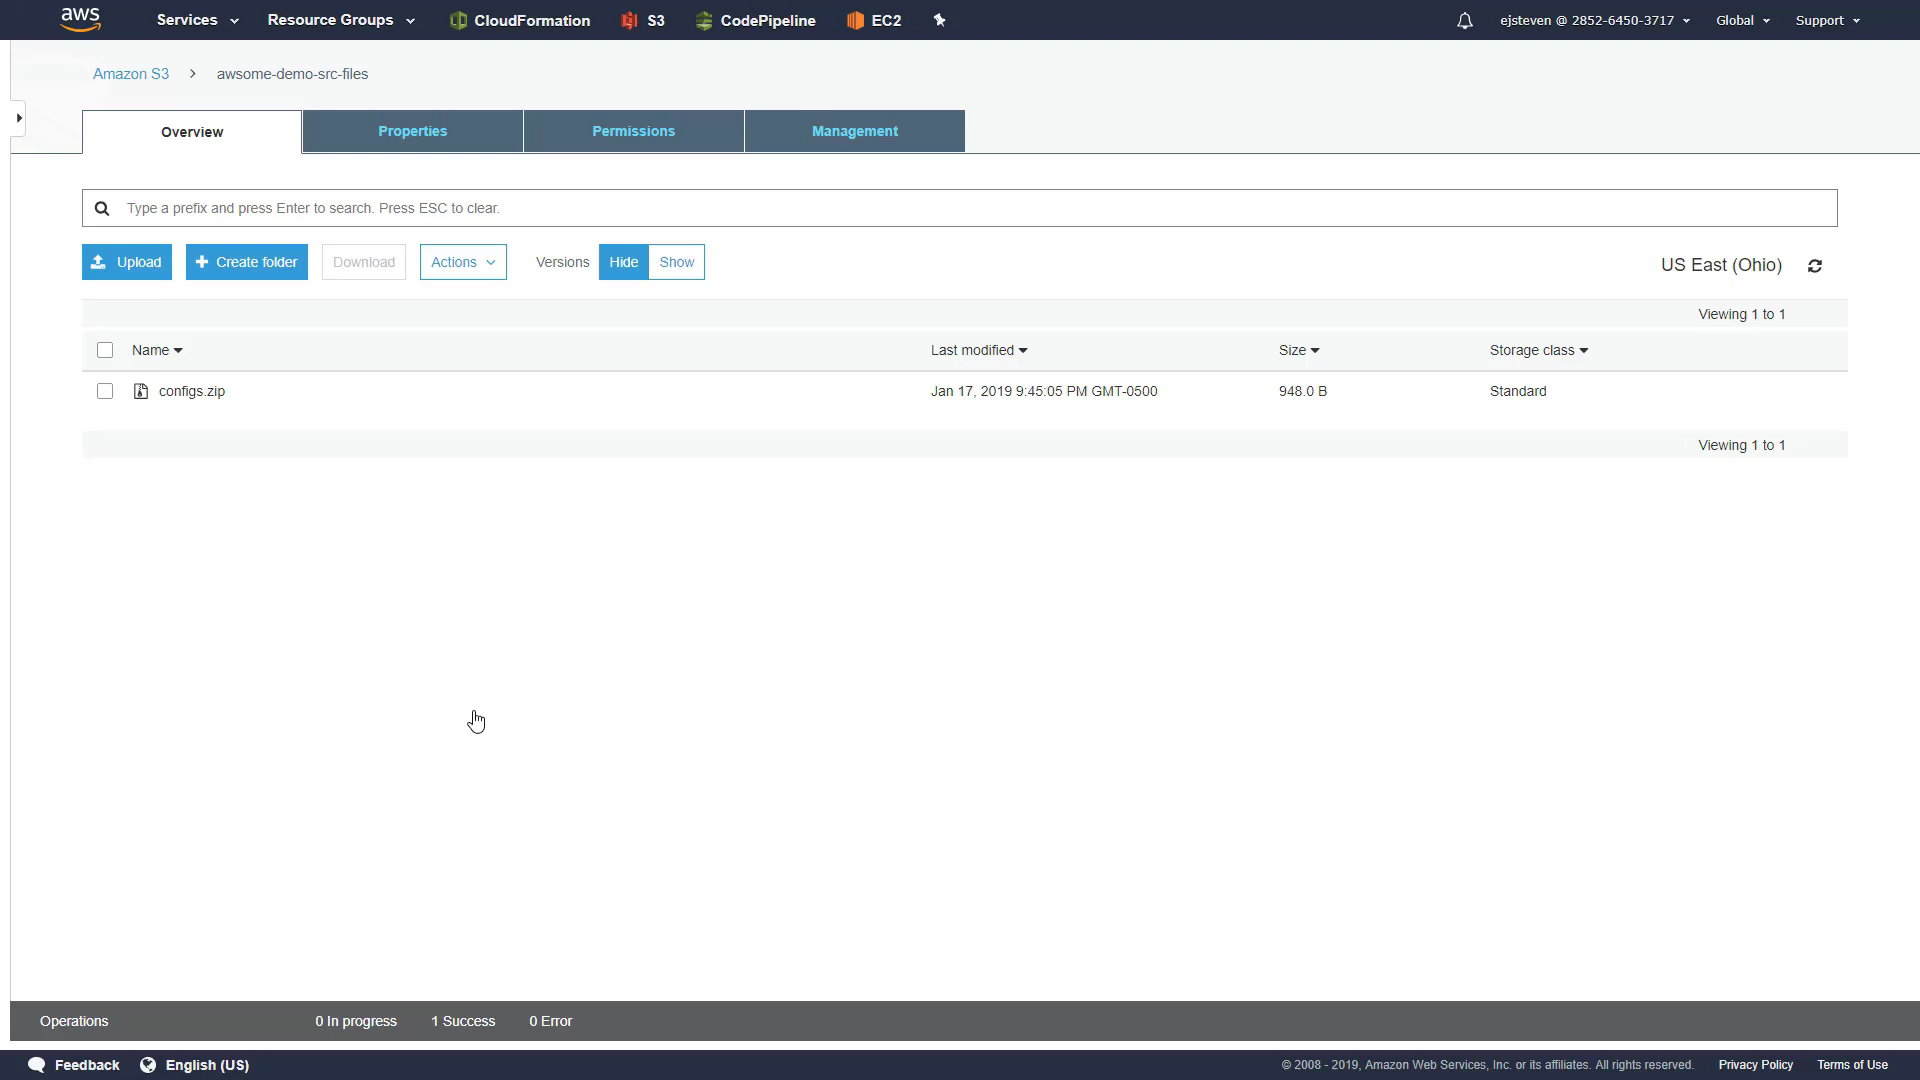 aws Services Resource Groups CloudFormation S3 CodePipeline EC2 ejsteven @ 2852-6450-3717 Global Support
Amazon S3 awsome-demo-src-files
Overview Properties Permissions Management
Type a prefix and press Enter to search. Press ESC to clear.
Upload + Create folder Download Actions Versions Hide Show US East (Ohio)
Viewing 1 to 1
Name Last modified Size Storage class
configs.zip Jan 17, 2019 9:45:05 PM GMT-0500 948.0 B Standard
Viewing 1 to 1
Operations 0 In progress 1 Success 0 Error
Feedback English (US) © 2008 - 2019, Amazon Web Services, Inc. or its affiliates. All rights reserved. Privacy Policy Terms of Use